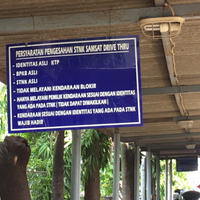 PERSYARATAN PENGESAHAN STNK SAMSAT DRIVE THRU
- IDENTITAS ASLI KTP
- BPKB ASLI
- STNK ASLI
- TIDAK MELAYANI KENDARAAN BLOKIR
- HANYA MELAYANI PEMILIK KENDARAAN SESUAI DENGAN IDENTITAS
YANG ADA PADA STNK ( TIDAK DAPAT DIWAKILKAN )
- KENDARAAN SESUAI DENGAN IDENTITAS YANG ADA PADA STNK
WAJIB HADIR